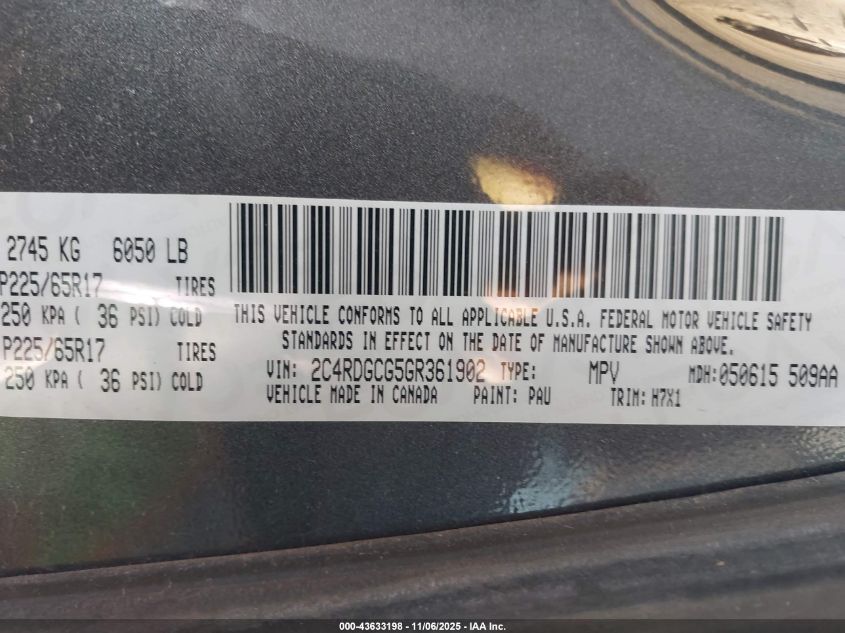 2745 KG 6050 LB
P225/65R17 TIRES
250 KPA ( 36 PSI) COLD
P225/65R17 TIRES
250 KPA ( 36 PSI) COLD
THIS VEHICLE CONFORMS TO ALL APPLICABLE U.S.A. FEDERAL MOTOR VEHICLE SAFETY
STANDARDS IN EFFECT ON THE DATE OF MANUFACTURE SHOWN ABOVE.
VIN: 2C4RDGCG5GR361902 TYPE: MPV MDH:050615 509AA
VEHICLE MADE IN CANADA PAINT: PAU TRIM: H7X1
000-43633198 - 11/06/2025 - IAA Inc.